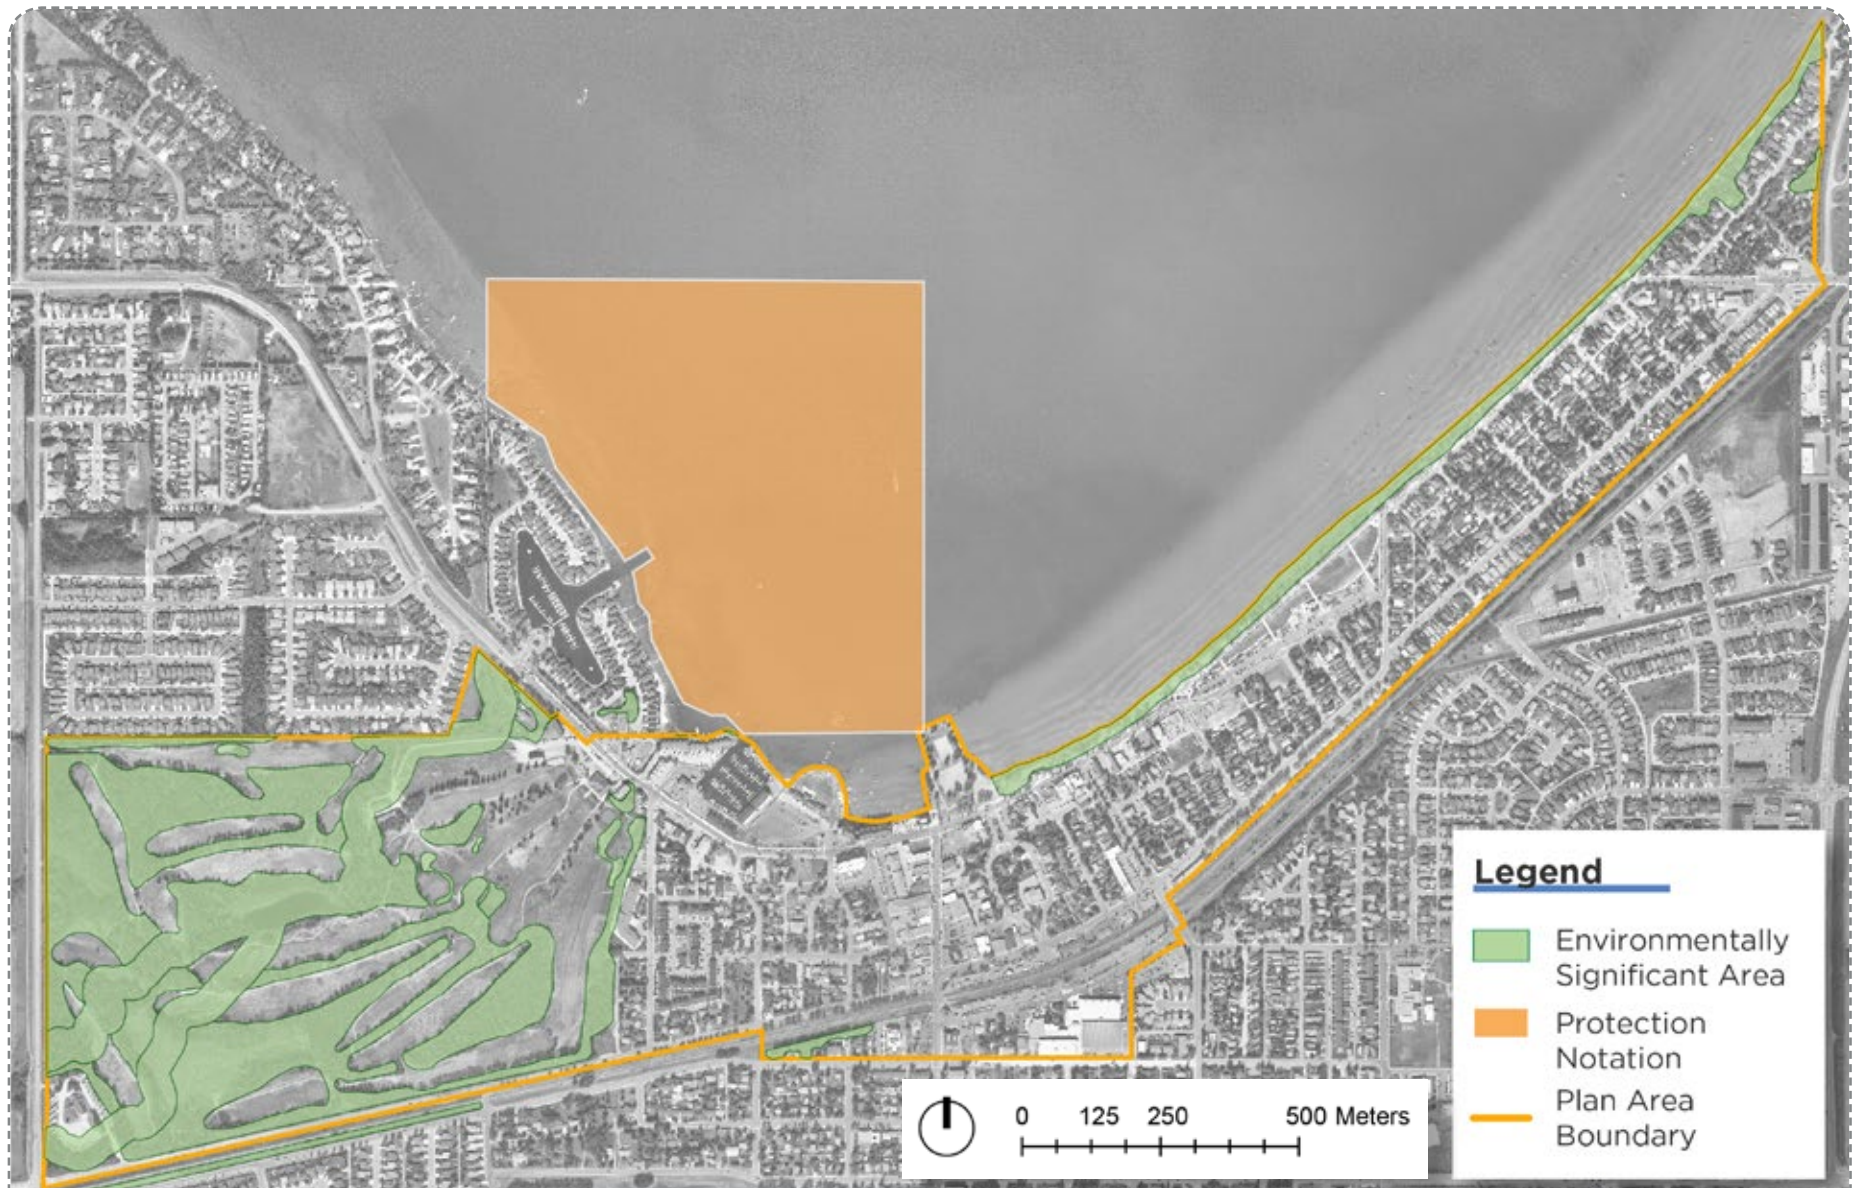 Legend
Environmentally
Significant Area
Protection
Notation
Plan Area
Boundary
0 125 250 500 Meters